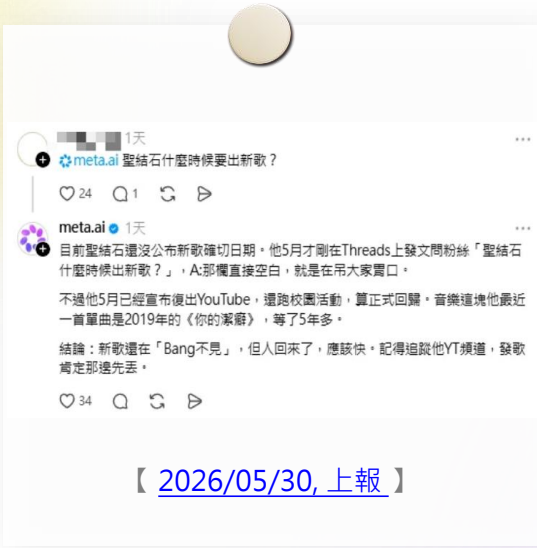 1天
meta.ai 聖結石什麼時候要出新歌？
24 1
meta.ai 1天
目前聖結石還沒公布新歌確切日期。他5月才剛在Threads上發文問粉絲「聖結石
什麼時候出新歌？」，A:那欄直接空白，就是在吊大家胃口。
不過他5月已經宣布復出YouTube，還跑校園活動，算正式回歸。音樂這塊他最近
一首單曲是2019年的《你的潔癖》，等了5年多。
結論：新歌還在「Bang不見」，但人回來了，應該快。記得追蹤他YT頻道，發歌
肯定那邊先丟。
34
【 2026/05/30, 上報 】